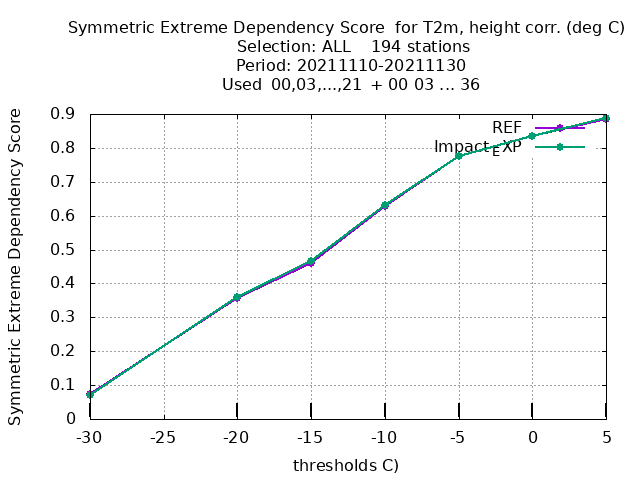 Symmetric Extreme Dependency Score  for T2m, height corr. (deg C)
Selection: ALL    194 stations
Period: 20211110-20211130
Used  00,03,...,21  + 00 03 ... 36
Symmetric Extreme Dependency Score
0.9
0.8
0.7
0.6
0.5
0.4
0.3
0.2
0.1
0
REF
Impact_EXP
-30 -25 -20 -15 -10 -5 0 5
thresholds C)